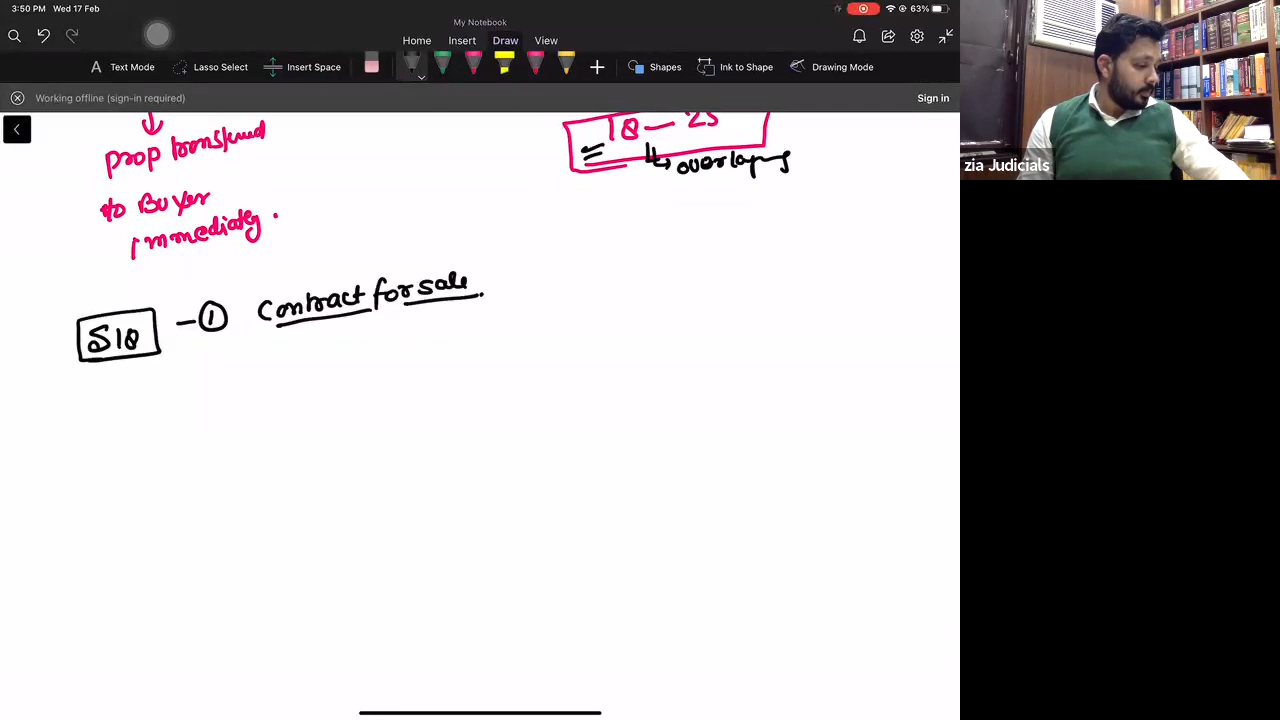 3:50 PM Wed 17 Feb
63%
My Notebook
Home Insert Draw View
Text Mode Lasso Select Insert Space Shapes Ink to Shape Drawing Mode
Working offline (sign-in required) Sign in
Prop transferred
to Buyer
immediately.
18 — 25
overlaping
S18 - ① Contract for sale.
zia Judicials